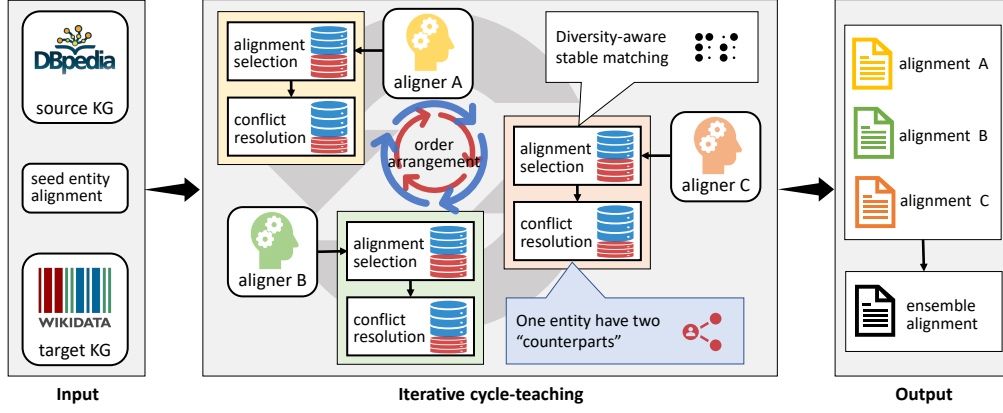 DBpedia
source KG
seed entity
alignment
WIKIDATA
target KG
Input
alignment
selection
conflict
resolution
aligner A
order
arrangement
Diversity-aware
stable matching
alignment
selection
conflict
resolution
aligner C
aligner B
alignment
selection
conflict
resolution
One entity have two
“counterparts”
Iterative cycle-teaching
alignment A
alignment B
alignment C
ensemble
alignment
Output